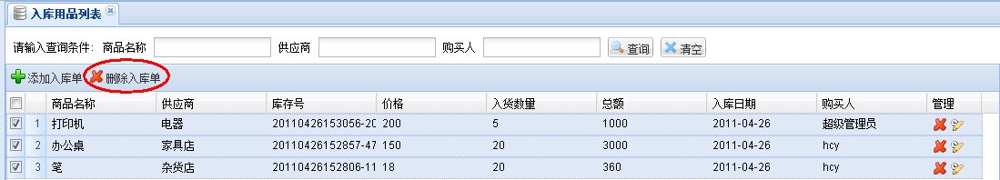 入库用品列表
请输入查询条件: 商品名称 供应商 购买人 查询 清空
添加入库单 删除入库单
商品名称 供应商 库存号 价格 入货数量 总额 入库日期 购买人 管理
1 打印机 电器 20110426153056-20 200 5 1000 2011-04-26 超级管理员
2 办公桌 家具店 20110426152857-47 150 20 3000 2011-04-26 hcy
3 笔 杂货店 20110426152806-11 18 20 360 2011-04-26 hcy